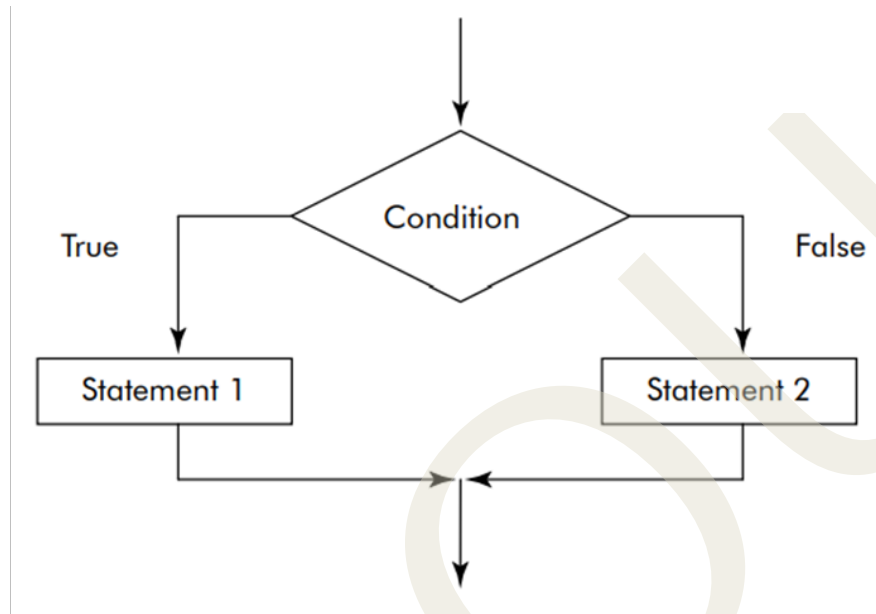 Condition
True
False
Statement 1
Statement 2